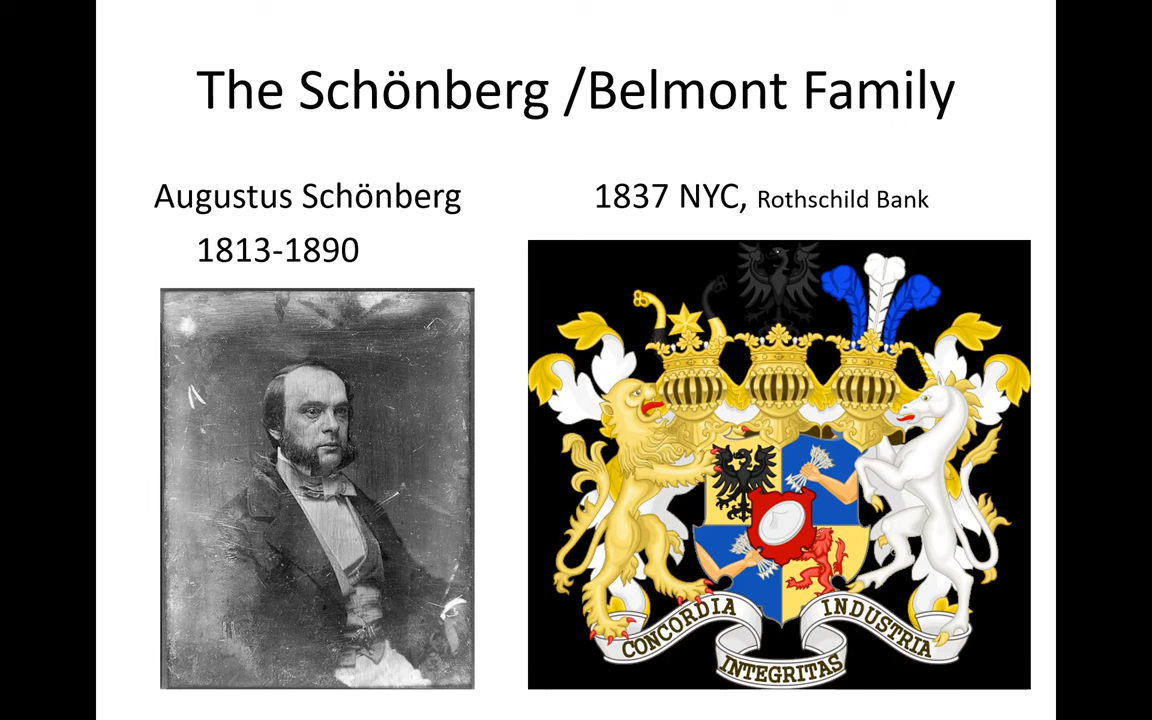 The Schönberg /Belmont Family
Augustus Schönberg
1813-1890
1837 NYC, Rothschild Bank
CONCORDIA
INTEGRITAS
INDUSTRIA